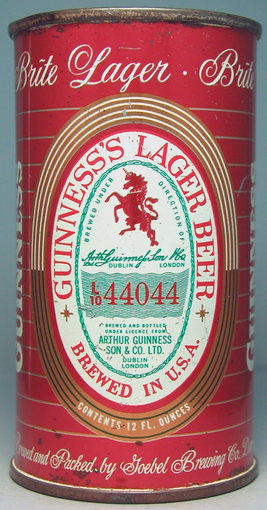 Brite Lager · Brite
GUINNESS'S LAGER BEER
BREWED UNDER DIRECTION OF
Arth Guinness Son & Co
DUBLIN LONDON
L/10 44044
BREWED AND BOTTLED
UNDER LICENCE FROM
ARTHUR GUINNESS
SON & CO. LTD.
DUBLIN
LONDON
BREWED IN U.S.A.
CONTENTS 12 FL. OUNCES
Brewed and Packed by Goebel Brewing Co.